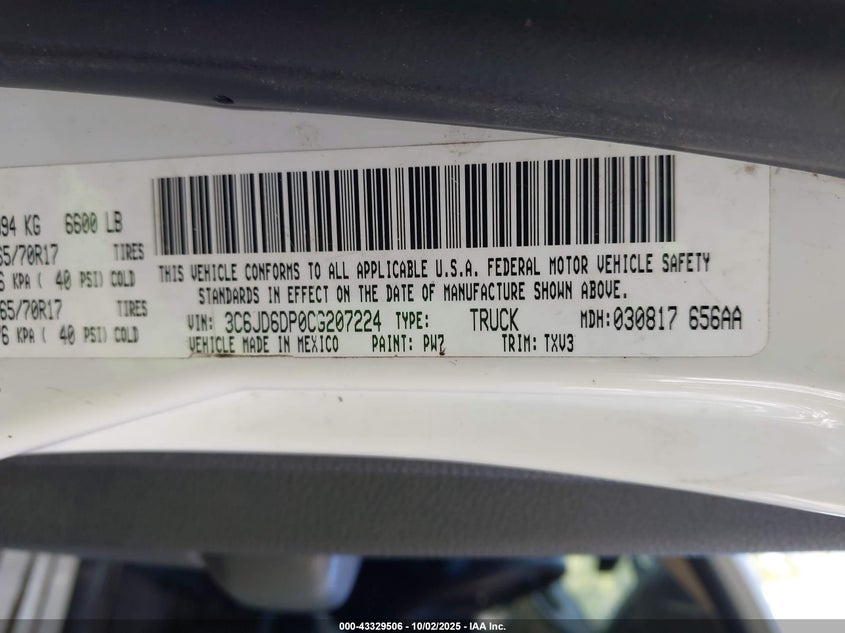 94 KG 6600 LB
65/70R17 TIRES
6 KPA ( 40 PSI) COLD
65/70R17 TIRES
76 KPA ( 40 PSI) COLD
THIS VEHICLE CONFORMS TO ALL APPLICABLE U.S.A. FEDERAL MOTOR VEHICLE SAFETY
STANDARDS IN EFFECT ON THE DATE OF MANUFACTURE SHOWN ABOVE.
VIN: 3C6JD6DP0CG207224 TYPE: TRUCK MDH: 030817 656AA
VEHICLE MADE IN MEXICO PAINT: PW7 TRIM: TXV3
000-43329506 - 10/02/2025 - IAA Inc.